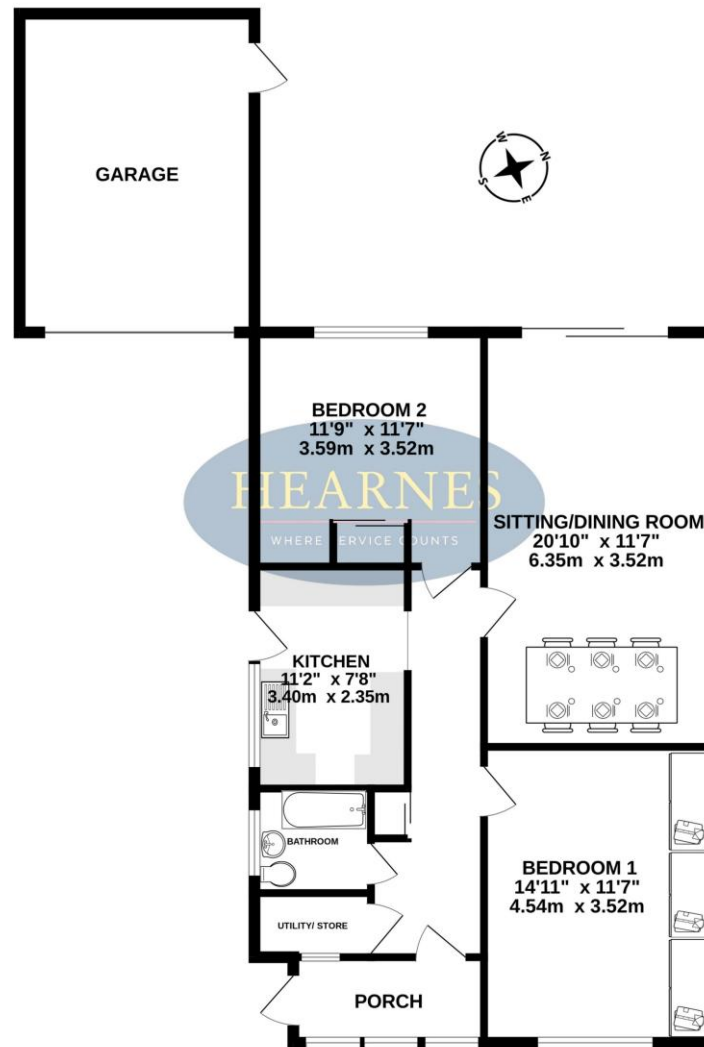 GARAGE
W
N
S
E
BEDROOM 2
11'9" x 11'7"
3.59m x 3.52m
HEARNES
WHERE SERVICE COUNTS
SITTING/DINING ROOM
20'10" x 11'7"
6.35m x 3.52m
KITCHEN
11'2" x 7'8"
3.40m x 2.35m
BATHROOM
BEDROOM 1
14'11" x 11'7"
4.54m x 3.52m
UTILITY/ STORE
PORCH